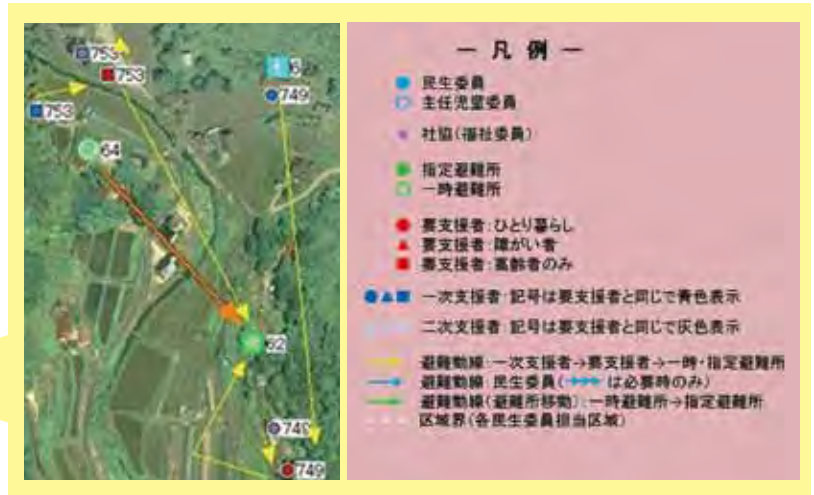 753
753
753
64
6
749
62
749
749
― 凡 例 ―
民生委員
主任児童委員
社協(福祉委員)
指定避難所
一時避難所
要支援者:ひとり暮らし
要支援者:障がい者
要支援者:高齢者のみ
一次支援者:記号は要支援者と同じで青色表示
二次支援者:記号は要支援者と同じで灰色表示
避難動線:一次支援者→要支援者→一時・指定避難所
避難動線:民生委員( は必要時のみ)
避難動線(避難所移動):一時避難所→指定避難所
区域界(各民生委員担当区域)